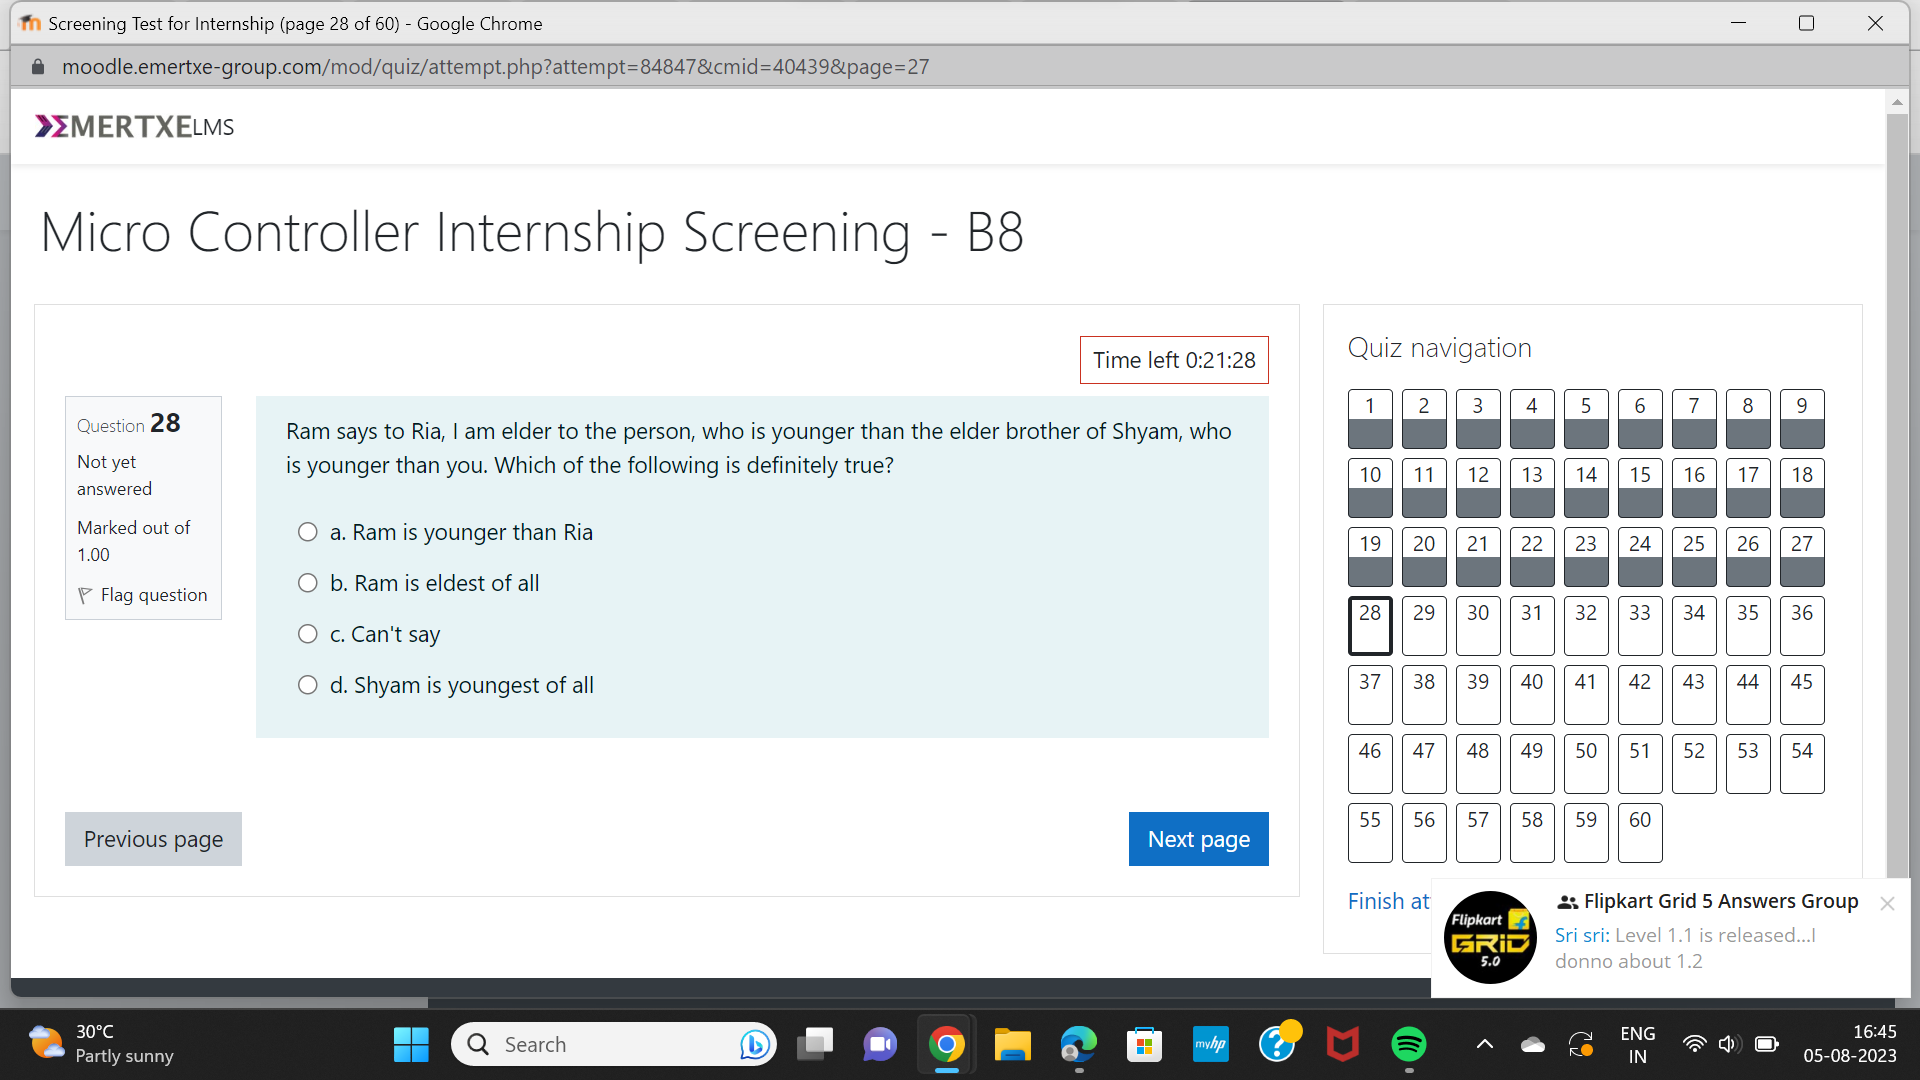 Screening Test for Internship (page 28 of 60) - Google Chrome
moodle.emertxe-group.com/mod/quiz/attempt.php?attempt=84847&cmid=40439&page=27
EMERTXE LMS
Micro Controller Internship Screening - B8
Time left 0:21:28
Question 28
Not yet
answered
Marked out of
1.00
Flag question
Ram says to Ria, I am elder to the person, who is younger than the elder brother of Shyam, who
is younger than you. Which of the following is definitely true?
a. Ram is younger than Ria
b. Ram is eldest of all
c. Can't say
d. Shyam is youngest of all
Previous page
Next page
Quiz navigation
1 2 3 4 5 6 7 8 9
10 11 12 13 14 15 16 17 18
19 20 21 22 23 24 25 26 27
28 29 30 31 32 33 34 35 36
37 38 39 40 41 42 43 44 45
46 47 48 49 50 51 52 53 54
55 56 57 58 59 60
Finish at
Flipkart
GRID
5.0
Flipkart Grid 5 Answers Group
Sri sri: Level 1.1 is released...I
donno about 1.2
30°C
Partly sunny
Search
myhp
ENG
IN
16:45
05-08-2023